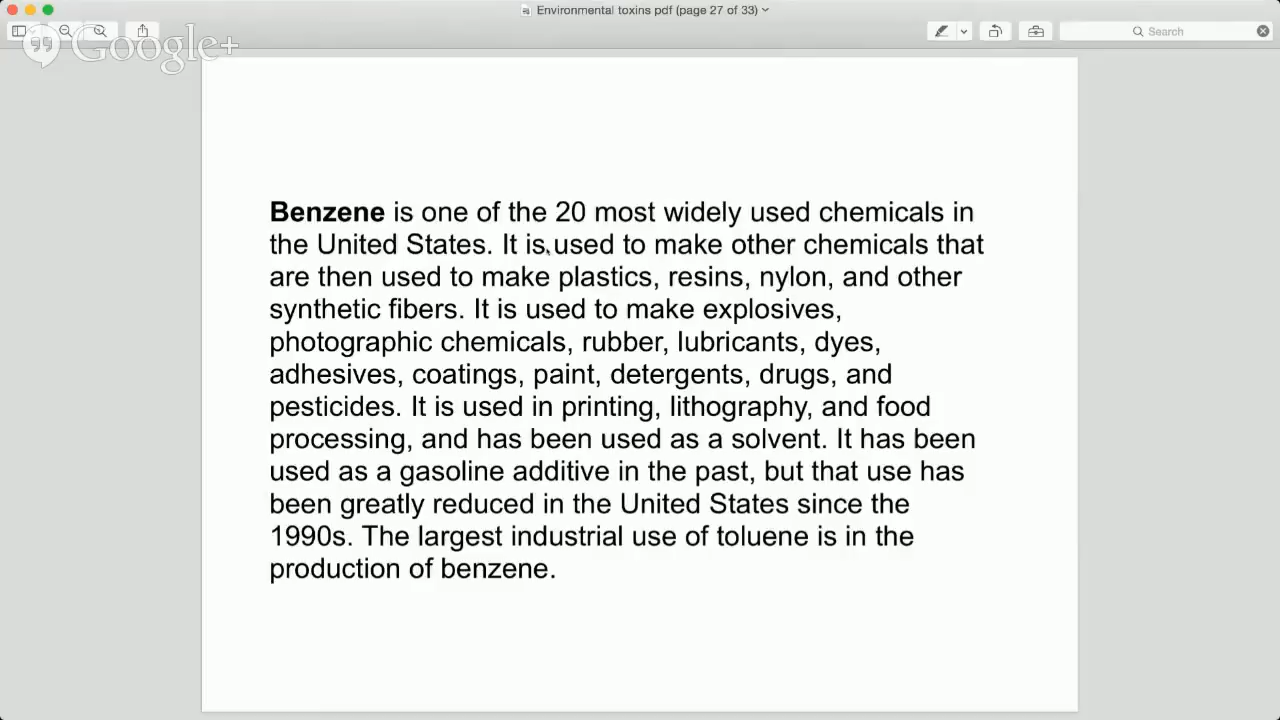 Environmental toxins pdf (page 27 of 33)
Google+
Search
Benzene is one of the 20 most widely used chemicals in
the United States. It is used to make other chemicals that
are then used to make plastics, resins, nylon, and other
synthetic fibers. It is used to make explosives,
photographic chemicals, rubber, lubricants, dyes,
adhesives, coatings, paint, detergents, drugs, and
pesticides. It is used in printing, lithography, and food
processing, and has been used as a solvent. It has been
used as a gasoline additive in the past, but that use has
been greatly reduced in the United States since the
1990s. The largest industrial use of toluene is in the
production of benzene.